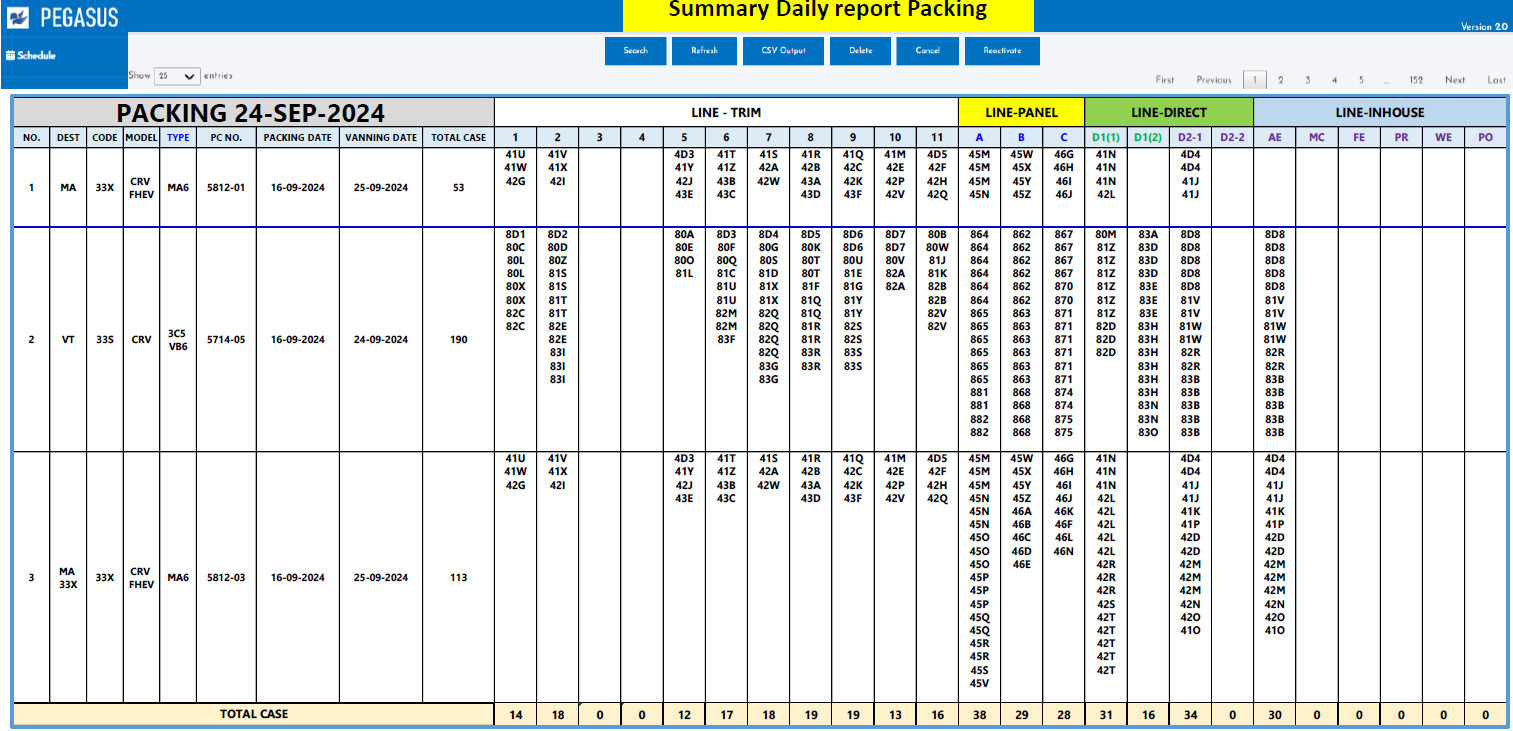 PEGASUS
Summary Daily report Packing
Version 2.0
Schedule
Search Refresh CSV Output Delete Cancel Reactivate
Show 25 entries
First Previous 1 2 3 4 5 ... 152 Next Last
PACKING 24-SEP-2024 LINE - TRIM LINE-PANEL LINE-DIRECT LINE-INHOUSE
NO. DEST CODE MODEL TYPE PC NO. PACKING DATE VANNING DATE TOTAL CASE 1 2 3 4 5 6 7 8 9 10 11 A B C D1(1) D1(2) D2-1 D2-2 AE MC FE PR WE PO
1 MA 33X CRV FHEV MA6 5812-01 16-09-2024 25-09-2024 53
41U 41V 4D3 41T 41S 41R 41Q 41M 4D5 45M 45W 46G 41N 4D4
41W 41X 41Y 41Z 42A 42B 42C 42E 42F 45M 45X 46H 41N 4D4
42G 42I 42J 43B 42W 43A 42K 42P 42H 45M 45Y 46I 41N 41J
43E 43C 43D 43F 42V 42Q 45N 45Z 46J 42L 41J
2 VT 33S CRV 3C5 VB6 5714-05 16-09-2024 24-09-2024 190
8D1 8D2 80A 8D3 8D4 8D5 8D6 8D7 80B 864 862 867 80M 83A 8D8 8D8
80C 80D 80E 80F 80G 80K 8D6 8D7 80W 864 862 867 81Z 83D 8D8 8D8
80L 80Z 80O 80Q 80S 80T 80U 80V 81J 864 862 867 81Z 83D 8D8 8D8
80L 81S 81L 81C 81D 80T 81E 82A 81K 864 862 867 81Z 83D 8D8 8D8
80X 81S 81U 81X 81F 81G 82A 82B 864 862 870 81Z 83E 8D8 8D8
80X 81T 81U 81X 81Q 81Y 82B 864 862 870 81Z 83E 81V 81V
82C 81T 82M 82Q 81Q 81Y 82V 865 863 871 81Z 83E 81V 81V
82C 82E 82M 82Q 81R 82S 82V 865 863 871 82D 83H 81W 81W
82E 83F 82Q 81R 82S 865 863 871 82D 83H 81W 81W
83I 82Q 83R 83S 865 863 871 82D 83H 82R 82R
83I 83G 83R 83S 865 863 871 83H 82R 82R
83I 83G 865 863 871 83H 83B 83B
881 868 874 83H 83B 83B
881 868 874 83N 83B 83B
882 868 875 83N 83B 83B
882 868 875 83O 83B 83B
3 MA 33X 33X CRV FHEV MA6 5812-03 16-09-2024 25-09-2024 113
41U 41V 4D3 41T 41S 41R 41Q 41M 4D5 45M 45W 46G 41N 4D4 4D4
41W 41X 41Y 41Z 42A 42B 42C 42E 42F 45M 45X 46H 41N 4D4 4D4
42G 42I 42J 43B 42W 43A 42K 42P 42H 45M 45Y 46I 41N 41J 41J
43E 43C 43D 43F 42V 42Q 45N 45Z 46J 42L 41J 41J
45N 46A 46K 42L 41K 41K
45N 46B 46F 42L 41P 41P
45O 46C 46L 42L 42D 42D
45O 46D 46N 42L 42D 42D
45O 46E 42R 42M 42M
45P 42R 42M 42M
45P 42R 42M 42M
45P 42S 42N 42N
45Q 42T 42O 42O
45Q 42T 41O 41O
45R 42T
45R 42T
45S 42T
45V
TOTAL CASE 14 18 0 0 12 17 18 19 19 13 16 38 29 28 31 16 34 0 30 0 0 0 0 0